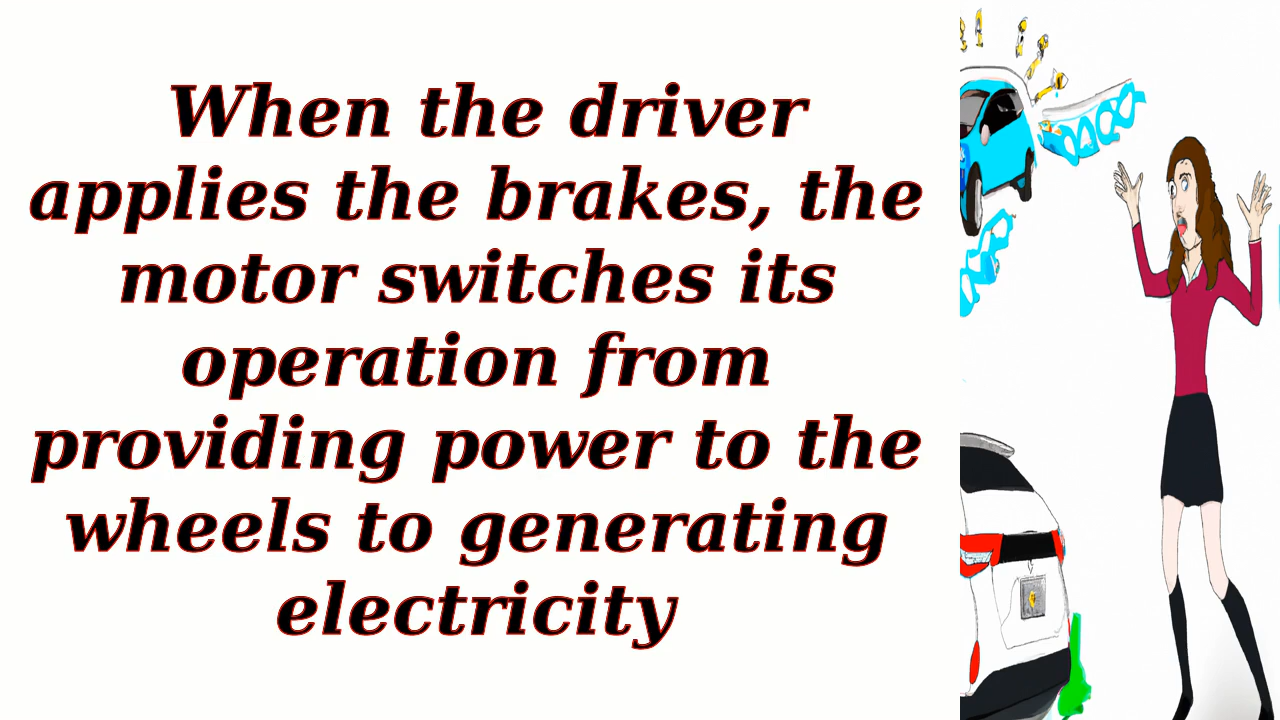 When the driver
applies the brakes, the
motor switches its
operation from
providing power to the
wheels to generating
electricity